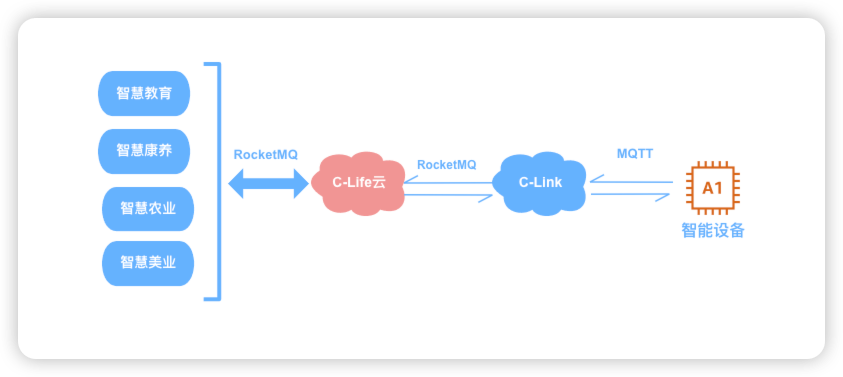 智慧教育
智慧康养
智慧农业
智慧美业
RocketMQ
C-Life云
RocketMQ
C-Link
MQTT
A1
智能设备